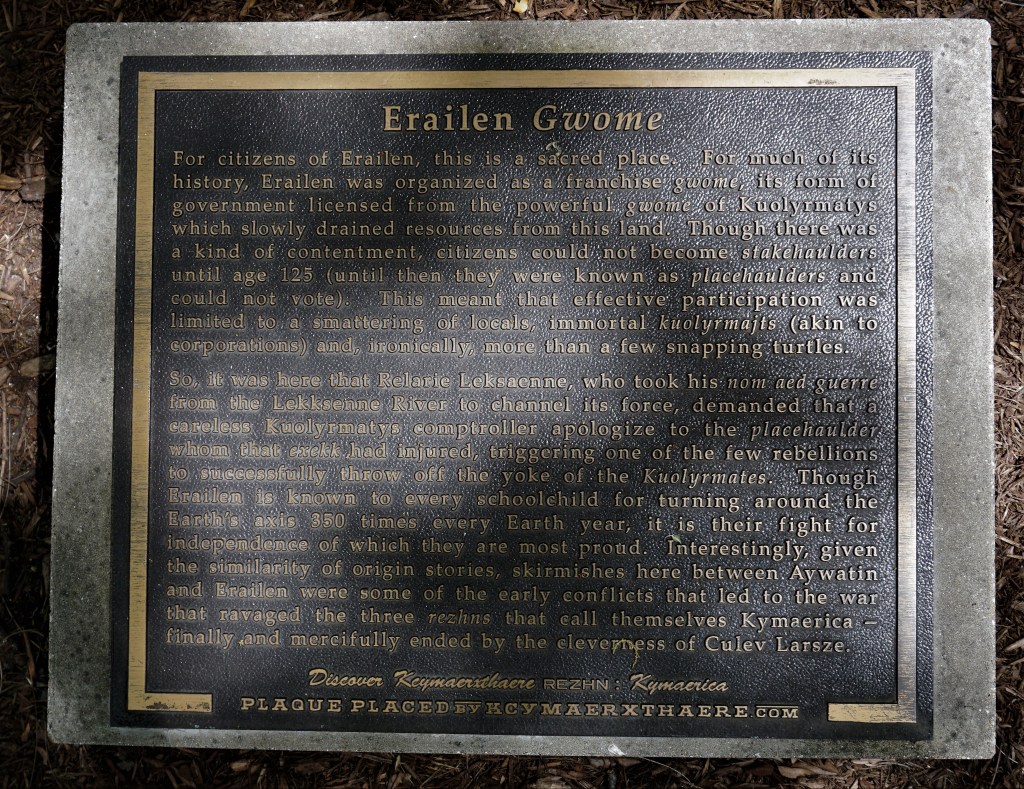 Erailen Gwome
For citizens of Erailen, this is a sacred place. For much of its
history, Erailen was organized as a franchise gwome, its form of
government licensed from the powerful gwome of Kuolyrmatys
which slowly drained resources from this land. Though there was
a kind of contentment, citizens could not become stakehaulders
until age 125 (until then they were known as placehaulders and
could not vote). This meant that effective participation was
limited to a smattering of locals, immortal kuolyrmajts (akin to
corporations) and, ironically, more than a few snapping turtles.
So, it was here that Relarie Leksaenne, who took his nom aed guerre
from the Lekksenne River to channel its force, demanded that a
careless Kuolyrmatys comptroller apologize to the placehaulder
whom that exekk had injured, triggering one of the few rebellions
to successfully throw off the yoke of the Kuolyrmates. Though
Erailen is known to every schoolchild for turning around the
Earth's axis 350 times every Earth year, it is their fight for
independence of which they are most proud. Interestingly, given
the similarity of origin stories, skirmishes here between Aywatin
and Erailen were some of the early conflicts that led to the war
that ravaged the three rezhns that call themselves Kymaerica –
finally and mercifully ended by the cleverness of Culev Larsze.
Discover Kcymaerxthaere REZHN : Kymaerica
PLAQUE PLACED BY KCYMAERXTHAERE.COM